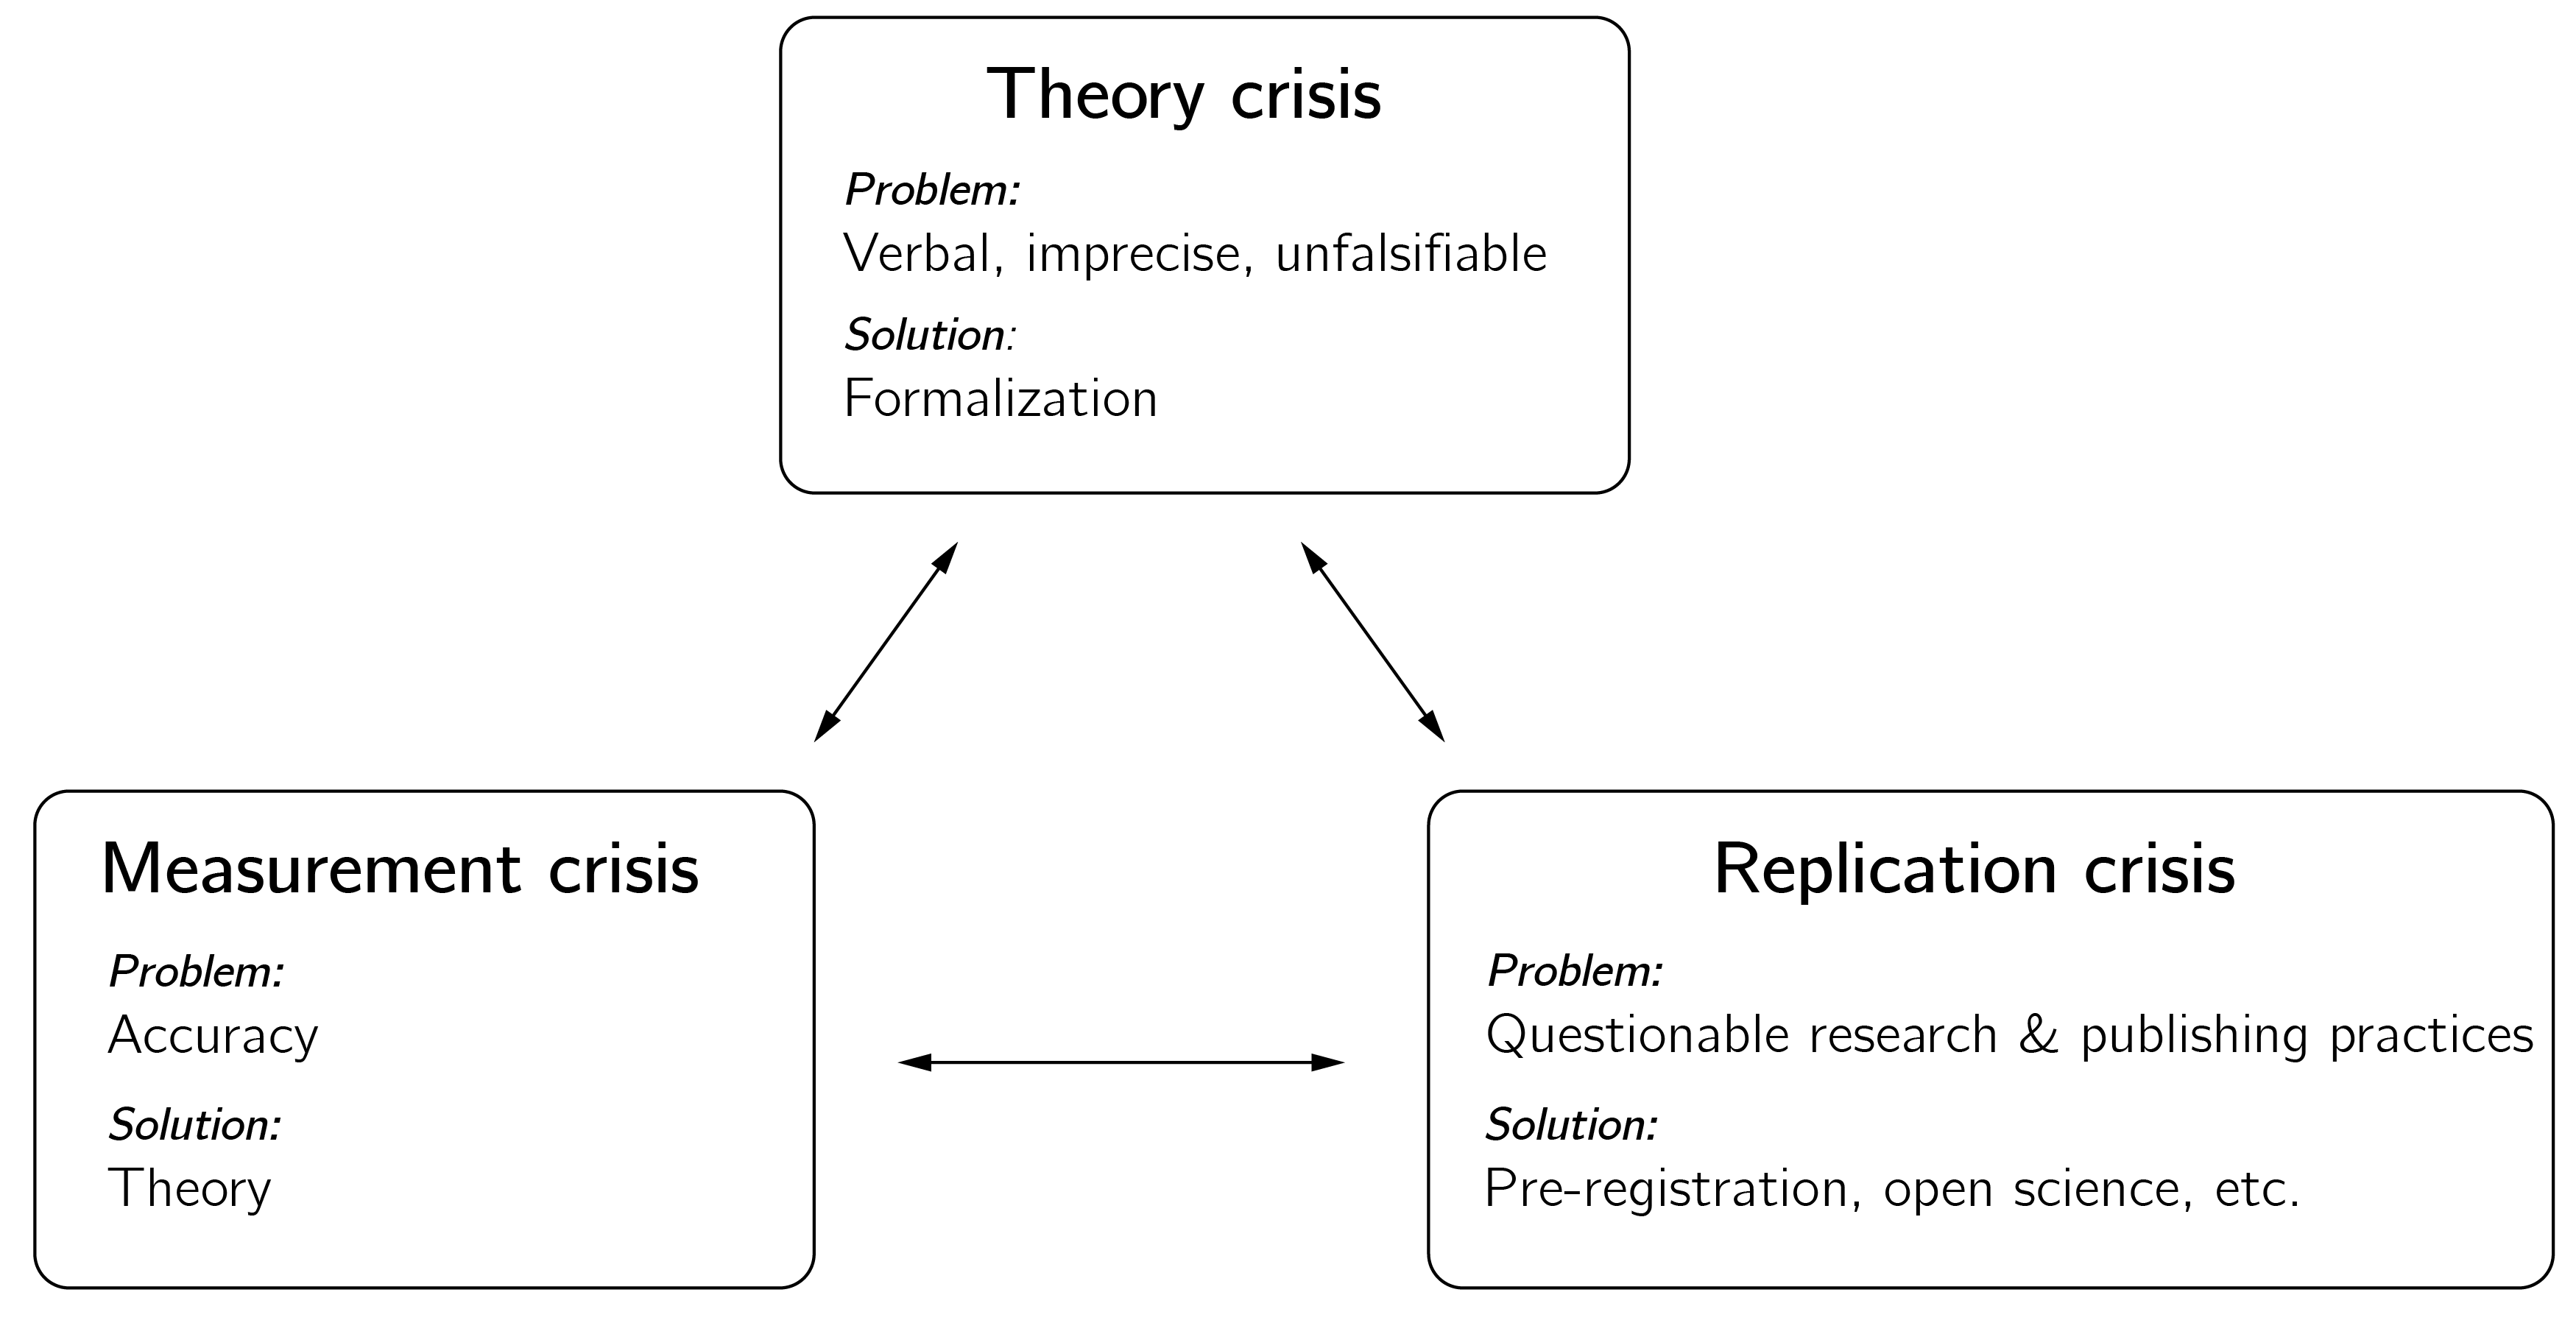 Theory crisis
Problem:
Verbal, imprecise, unfalsifiable
Solution:
Formalization
Measurement crisis
Problem:
Accuracy
Solution:
Theory
Replication crisis
Problem:
Questionable research & publishing practices
Solution:
Pre-registration, open science, etc.